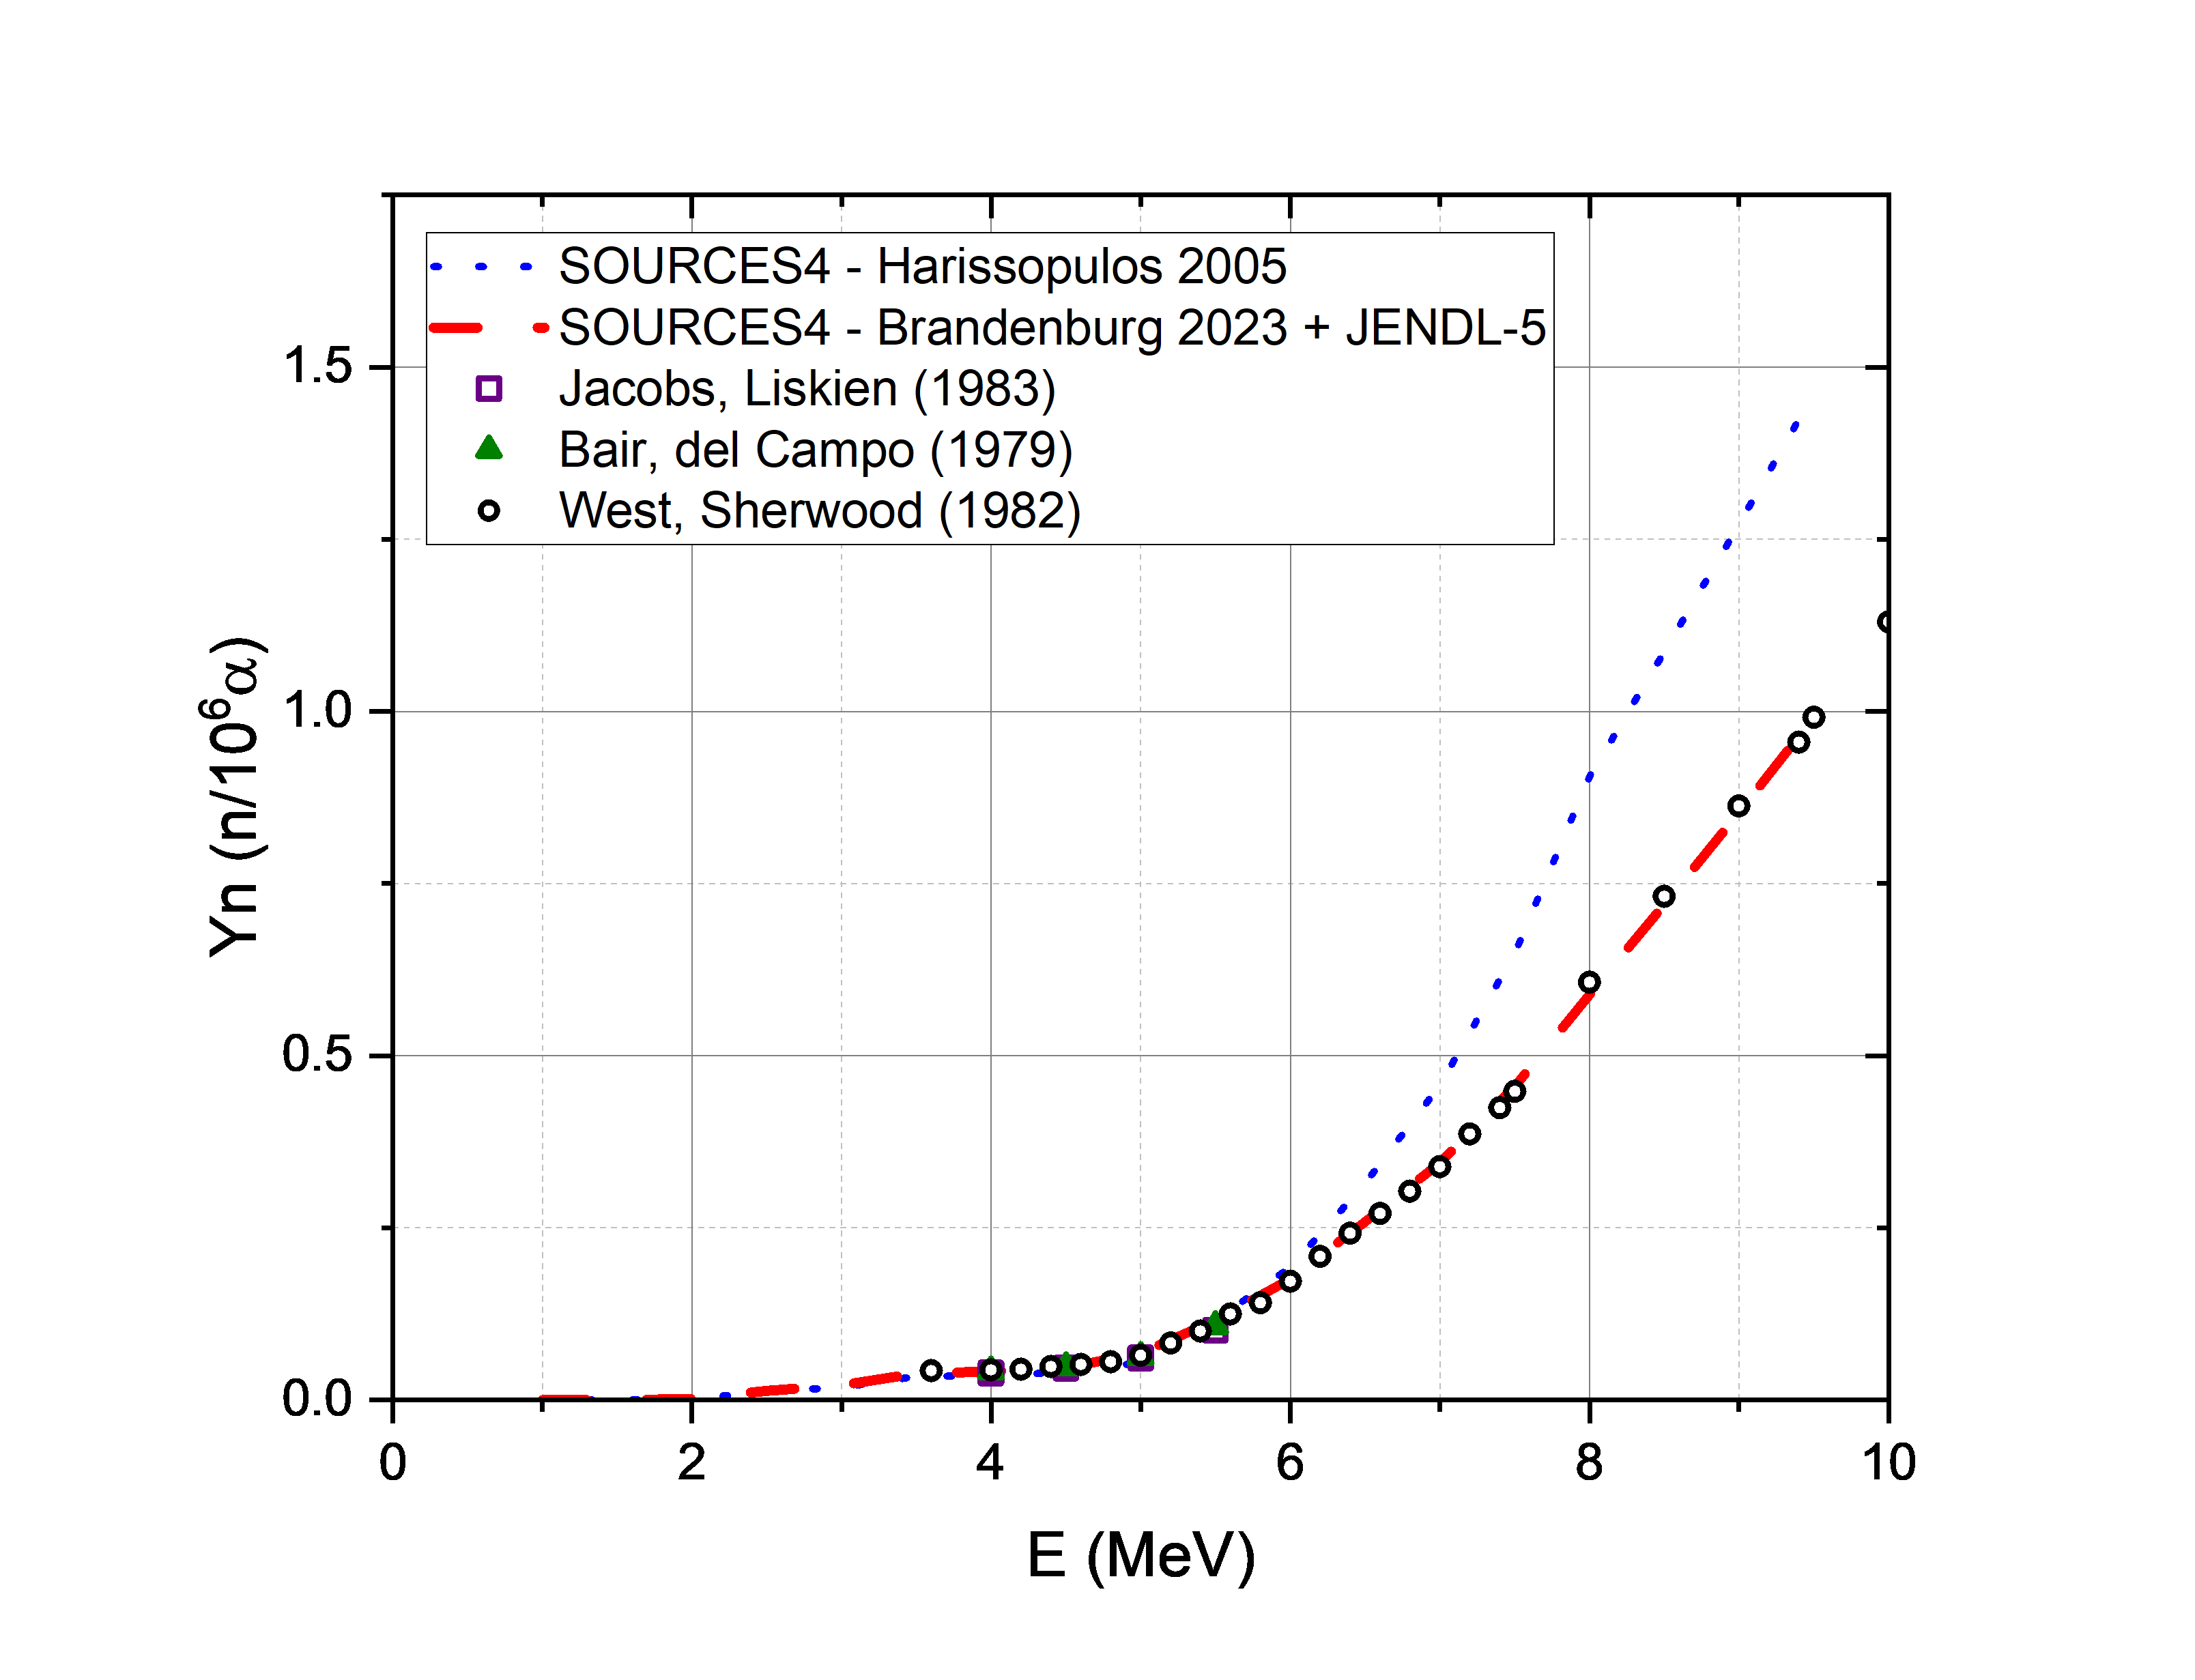 SOURCES4 - Harissopulos 2005
SOURCES4 - Brandenburg 2023 + JENDL-5
Jacobs, Liskien (1983)
Bair, del Campo (1979)
West, Sherwood (1982)
Yn (n/10⁶α)
1.5
1.0
0.5
0.0
0 2 4 6 8 10
E (MeV)